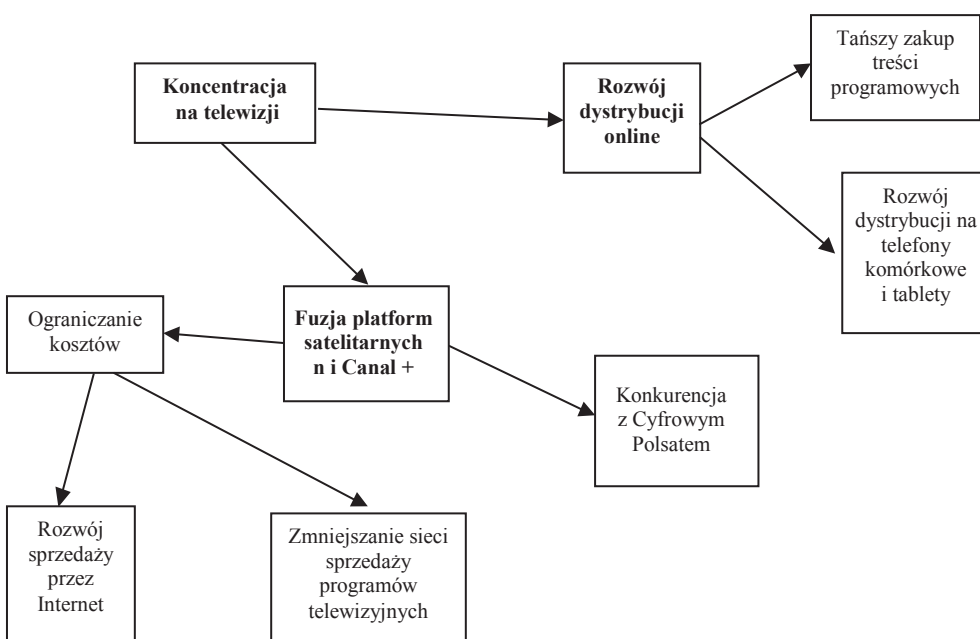 Tańszy zakup
treści
programowych
Koncentracja
na telewizji
Rozwój
dystrybucji
online
Rozwój
dystrybucji na
telefony
komórkowe
i tablety
Ograniczanie
kosztów
Fuzja platform
satelitarnych
n i Canal +
Konkurencja
z Cyfrowym
Polsatem
Rozwój
sprzedaży
przez
Internet
Zmniejszanie sieci
sprzedaży
programów
telewizyjnych